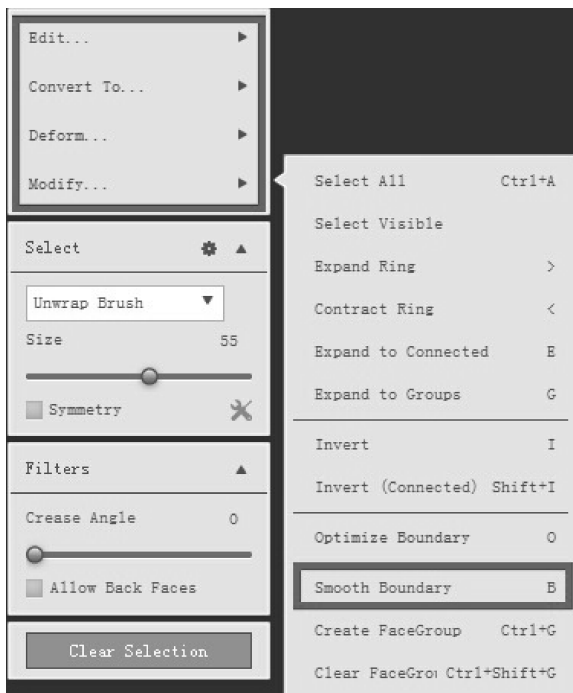 Edit...
Convert To...
Deform...
Modify...
Select
Unwrap Brush
Size 55
Symmetry
Filters
Crease Angle 0
Allow Back Faces
Clear Selection
Select All Ctrl+A
Select Visible
Expand Ring >
Contract Ring <
Expand to Connected E
Expand to Groups G
Invert I
Invert (Connected) Shift+I
Optimize Boundary O
Smooth Boundary B
Create FaceGroup Ctrl+G
Clear FaceGrou Ctrl+Shift+G